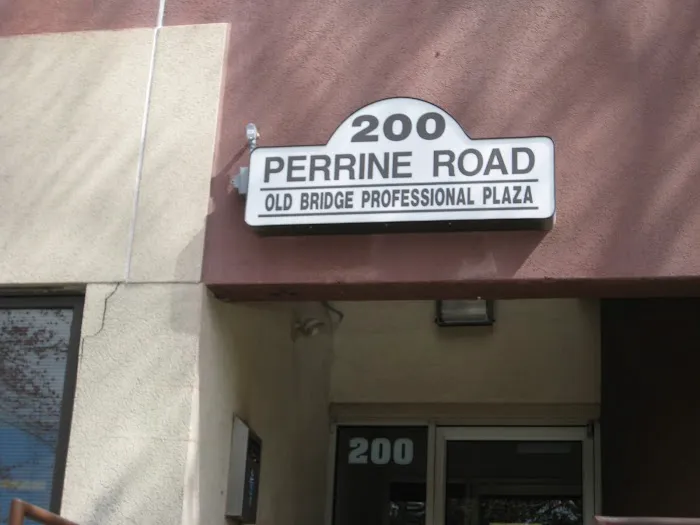 200
PERRINE ROAD
OLD BRIDGE PROFESSIONAL PLAZA
200